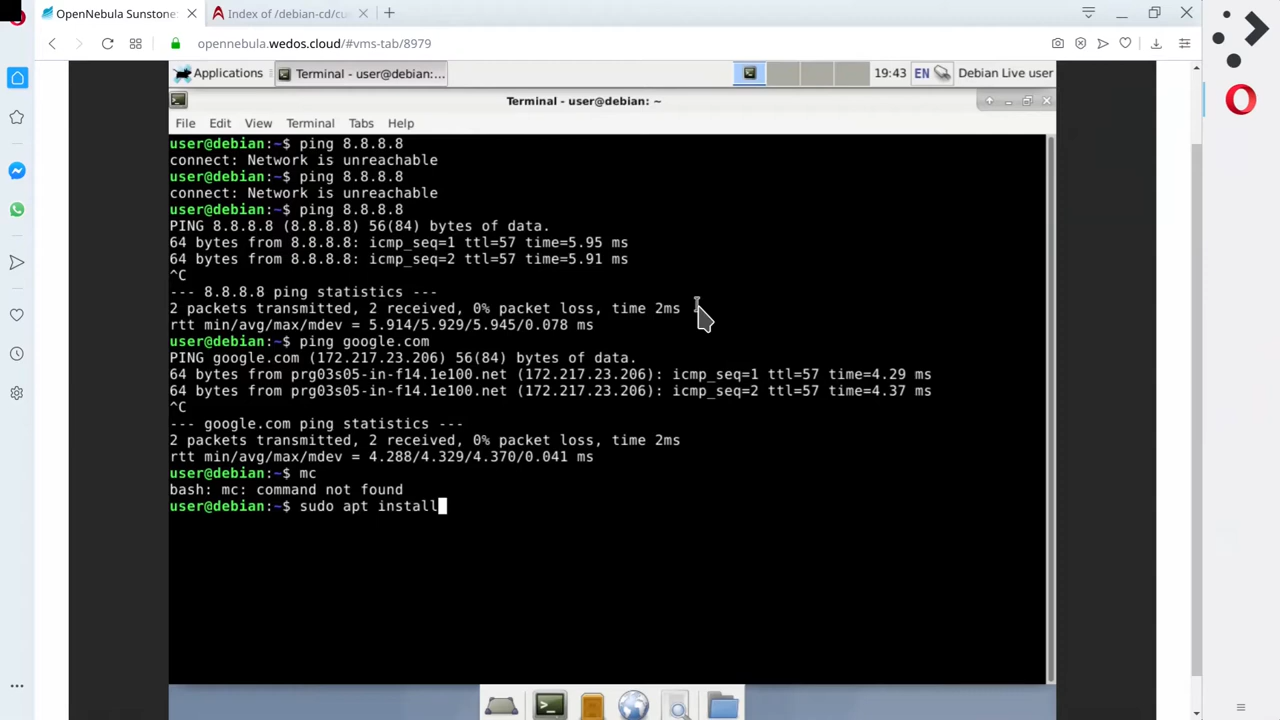 OpenNebula Sunstone:
Index of /debian-cd/cu
opennebula.wedos.cloud/#vms-tab/8979
Applications
Terminal - user@debian:...
19:43
EN
Debian Live user
Terminal - user@debian: ~
File Edit View Terminal Tabs Help
user@debian:~$ ping 8.8.8.8
connect: Network is unreachable
user@debian:~$ ping 8.8.8.8
connect: Network is unreachable
user@debian:~$ ping 8.8.8.8
PING 8.8.8.8 (8.8.8.8) 56(84) bytes of data.
64 bytes from 8.8.8.8: icmp_seq=1 ttl=57 time=5.95 ms
64 bytes from 8.8.8.8: icmp_seq=2 ttl=57 time=5.91 ms
^C
--- 8.8.8.8 ping statistics ---
2 packets transmitted, 2 received, 0% packet loss, time 2ms
rtt min/avg/max/mdev = 5.914/5.929/5.945/0.078 ms
user@debian:~$ ping google.com
PING google.com (172.217.23.206) 56(84) bytes of data.
64 bytes from prg03s05-in-f14.1e100.net (172.217.23.206): icmp_seq=1 ttl=57 time=4.29 ms
64 bytes from prg03s05-in-f14.1e100.net (172.217.23.206): icmp_seq=2 ttl=57 time=4.37 ms
^C
--- google.com ping statistics ---
2 packets transmitted, 2 received, 0% packet loss, time 2ms
rtt min/avg/max/mdev = 4.288/4.329/4.370/0.041 ms
user@debian:~$ mc
bash: mc: command not found
user@debian:~$ sudo apt install